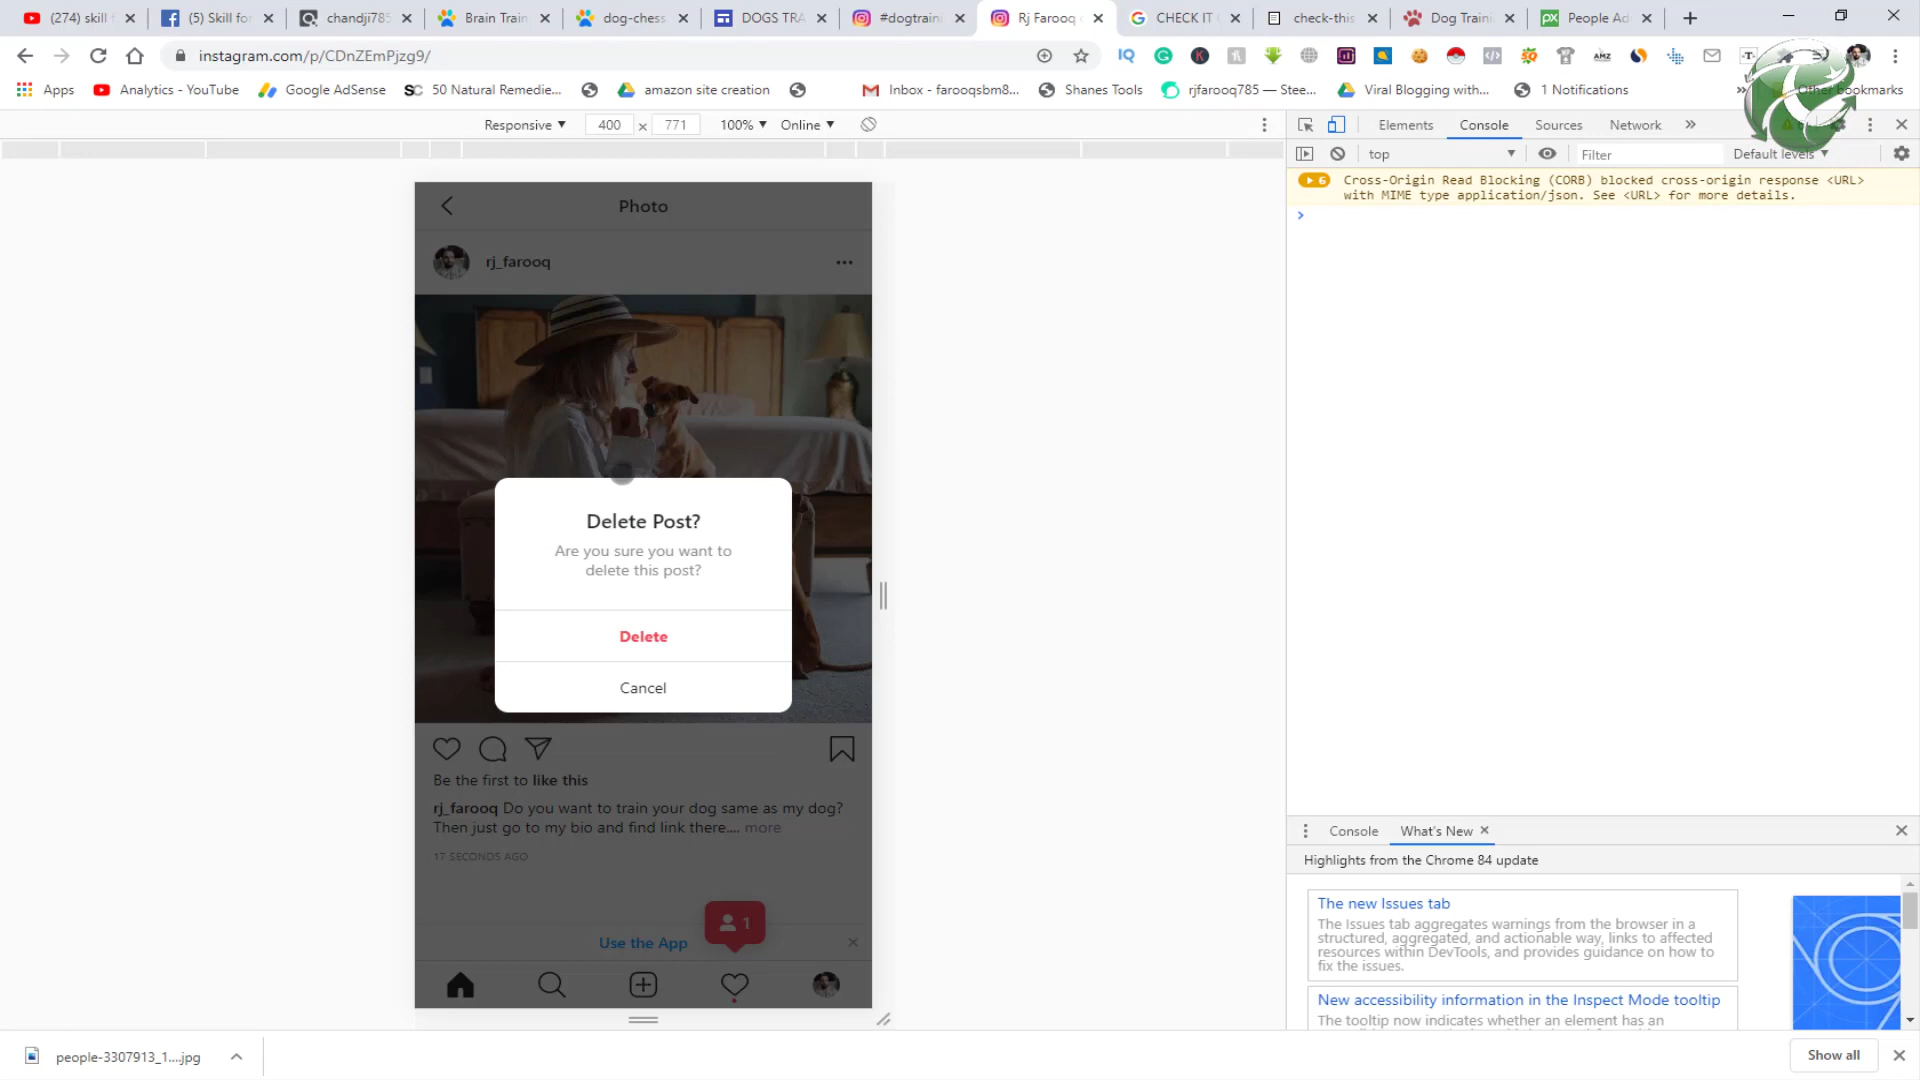 (274) skill f
(5) Skill for
chandji785
Brain Train
dog-chess
DOGS TRA
#dogtraini
Rj Farooq
CHECK IT
check-this
Dog Traini
People Ad
instagram.com/p/CDnZEmPjzg9/
Apps
Analytics - YouTube
Google AdSense
50 Natural Remedie...
amazon site creation
Inbox - farooqsbm8...
Shanes Tools
rjfarooq785 — Stee...
Viral Blogging with...
1 Notifications
Other bookmarks
Responsive
400
x
771
100%
Online
Elements
Console
Sources
Network
top
Filter
Default levels
6
Cross-Origin Read Blocking (CORB) blocked cross-origin response <URL>
with MIME type application/json. See <URL> for more details.
Photo
rj_farooq
Delete Post?
Are you sure you want to
delete this post?
Delete
Cancel
Be the first to like this
rj_farooq Do you want to train your dog same as my dog?
Then just go to my bio and find link there.... more
17 SECONDS AGO
1
Use the App
Console
What's New
Highlights from the Chrome 84 update
The new Issues tab
The Issues tab aggregates warnings from the browser in a
structured, aggregated, and actionable way, links to affected
resources within DevTools, and provides guidance on how to
fix the issues.
New accessibility information in the Inspect Mode tooltip
The tooltip now indicates whether an element has an
people-3307913_1....jpg
Show all